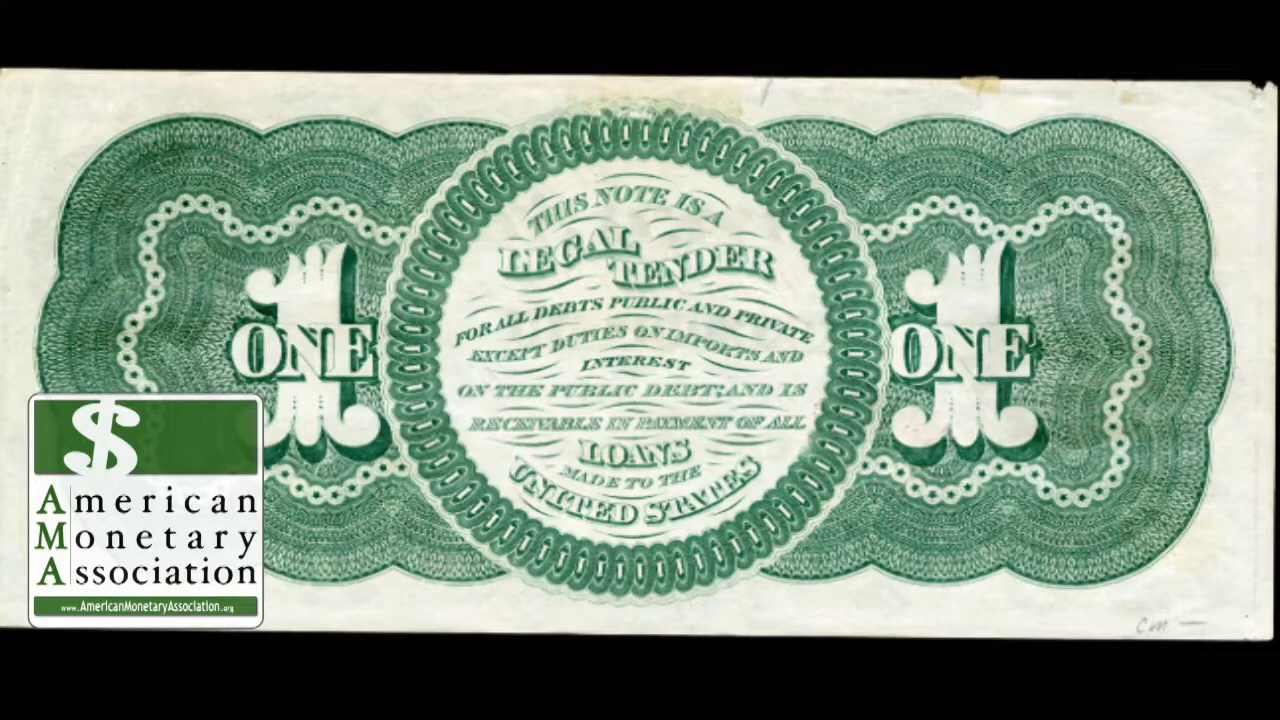 THIS NOTE IS A
LEGAL
TENDER
FOR ALL DEBTS PUBLIC AND PRIVATE
EXCEPT DUTIES ON IMPORTS AND
INTEREST
ON THE PUBLIC DEBT; AND IS
RECEIVABLE IN PAYMENT OF ALL
LOANS
MADE TO THE
UNITED STATES
1
ONE
1
ONE
$
American
Monetary
Association
www.AmericanMonetaryAssociation.org